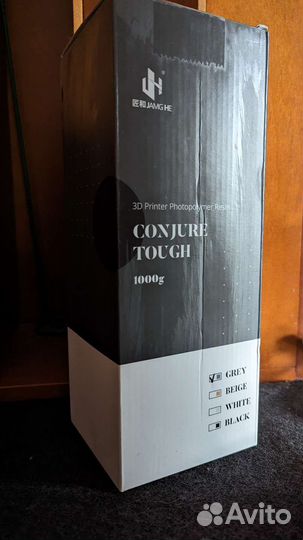 匠和 JAMG HE
3D Printer Photopolymer Resin
CONJURE
TOUGH
1000g
GREY
BEIGE
WHITE
BLACK
Avito